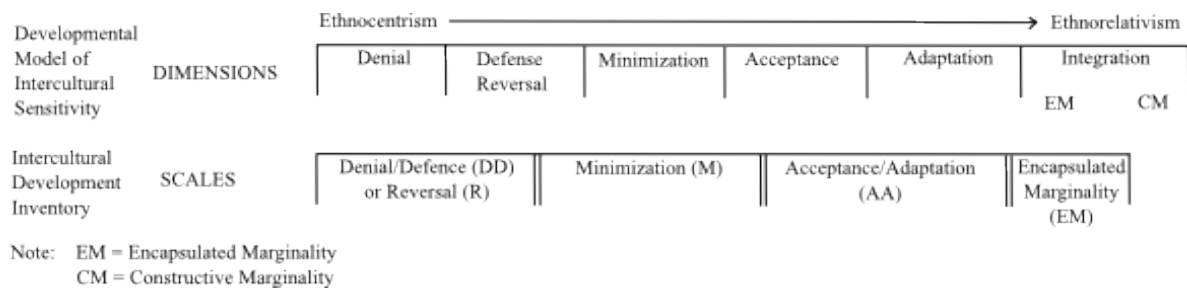 Ethnocentrism Ethnorelativism
Developmental
Model of
Intercultural
Sensitivity
DIMENSIONS
Denial
Defense
Reversal
Minimization
Acceptance
Adaptation
Integration
EM CM
Intercultural
Development
Inventory
SCALES
Denial/Defence (DD)
or Reversal (R)
Minimization (M)
Acceptance/Adaptation
(AA)
Encapsulated
Marginality
(EM)
Note: EM = Encapsulated Marginality
CM = Constructive Marginality